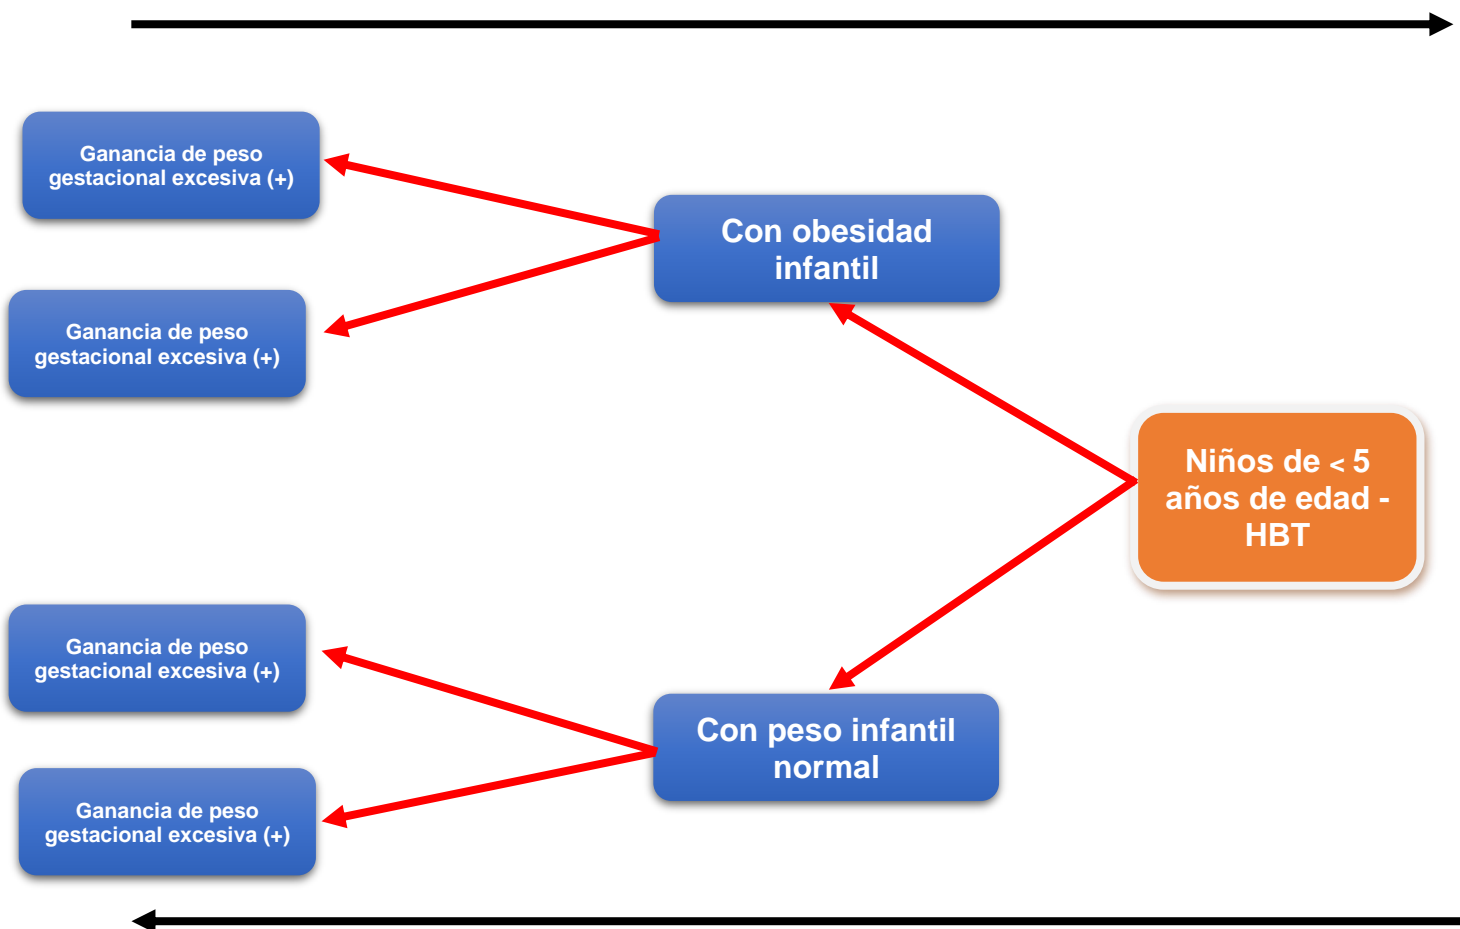 Ganancia de peso
gestacional excesiva (+)
Con obesidad
infantil
Ganancia de peso
gestacional excesiva (+)
Niños de < 5
años de edad -
HBT
Ganancia de peso
gestacional excesiva (+)
Con peso infantil
normal
Ganancia de peso
gestacional excesiva (+)